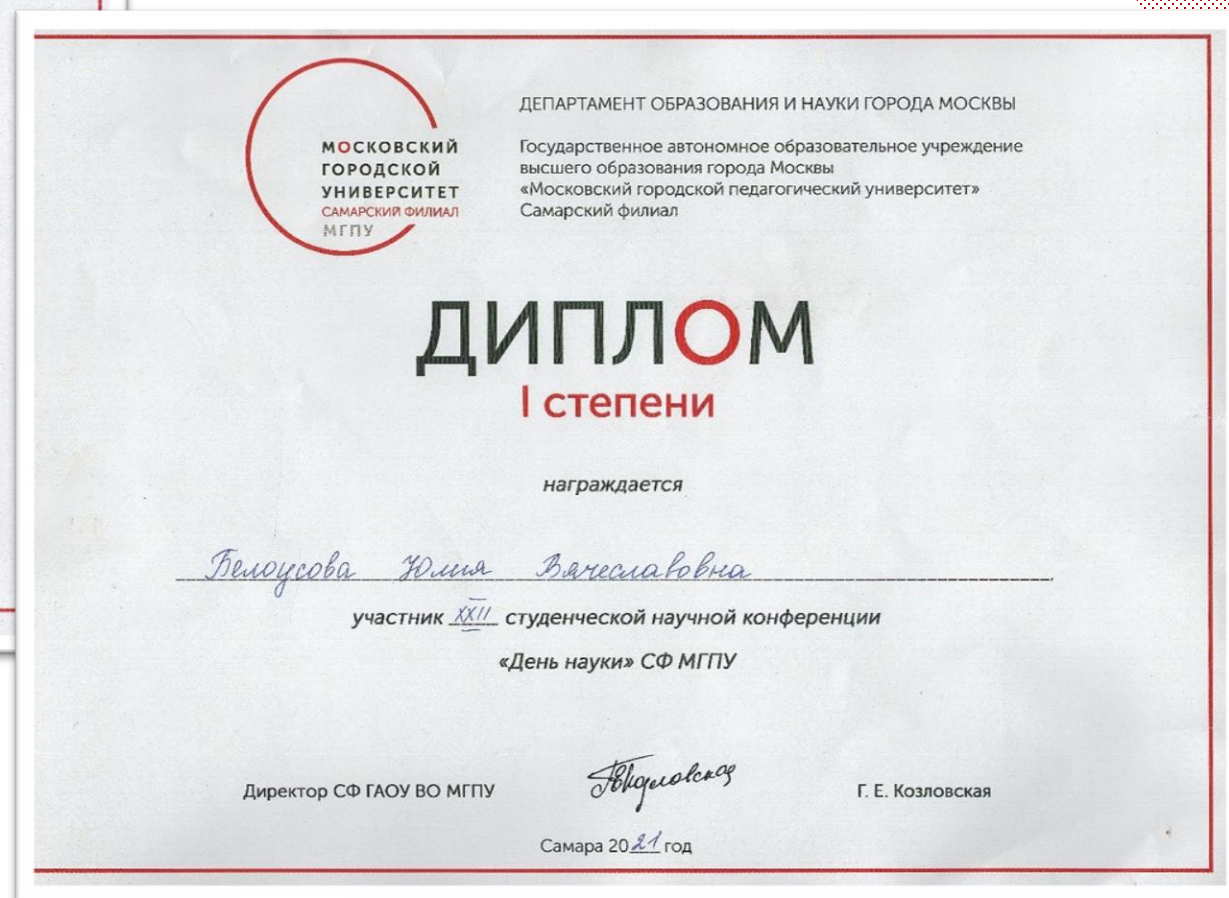 МОСКОВСКИЙ
ГОРОДСКОЙ
УНИВЕРСИТЕТ
САМАРСКИЙ ФИЛИАЛ
МГПУ
ДЕПАРТАМЕНТ ОБРАЗОВАНИЯ И НАУКИ ГОРОДА МОСКВЫ
Государственное автономное образовательное учреждение
высшего образования города Москвы
«Московский городской педагогический университет»
Самарский филиал
ДИПЛОМ
I степени
награждается
Белоусова Юлия Вячеславовна
участник XXII студенческой научной конференции
«День науки» СФ МГПУ
Директор СФ ГАОУ ВО МГПУ
Г. Е. Козловская
Самара 2021 год